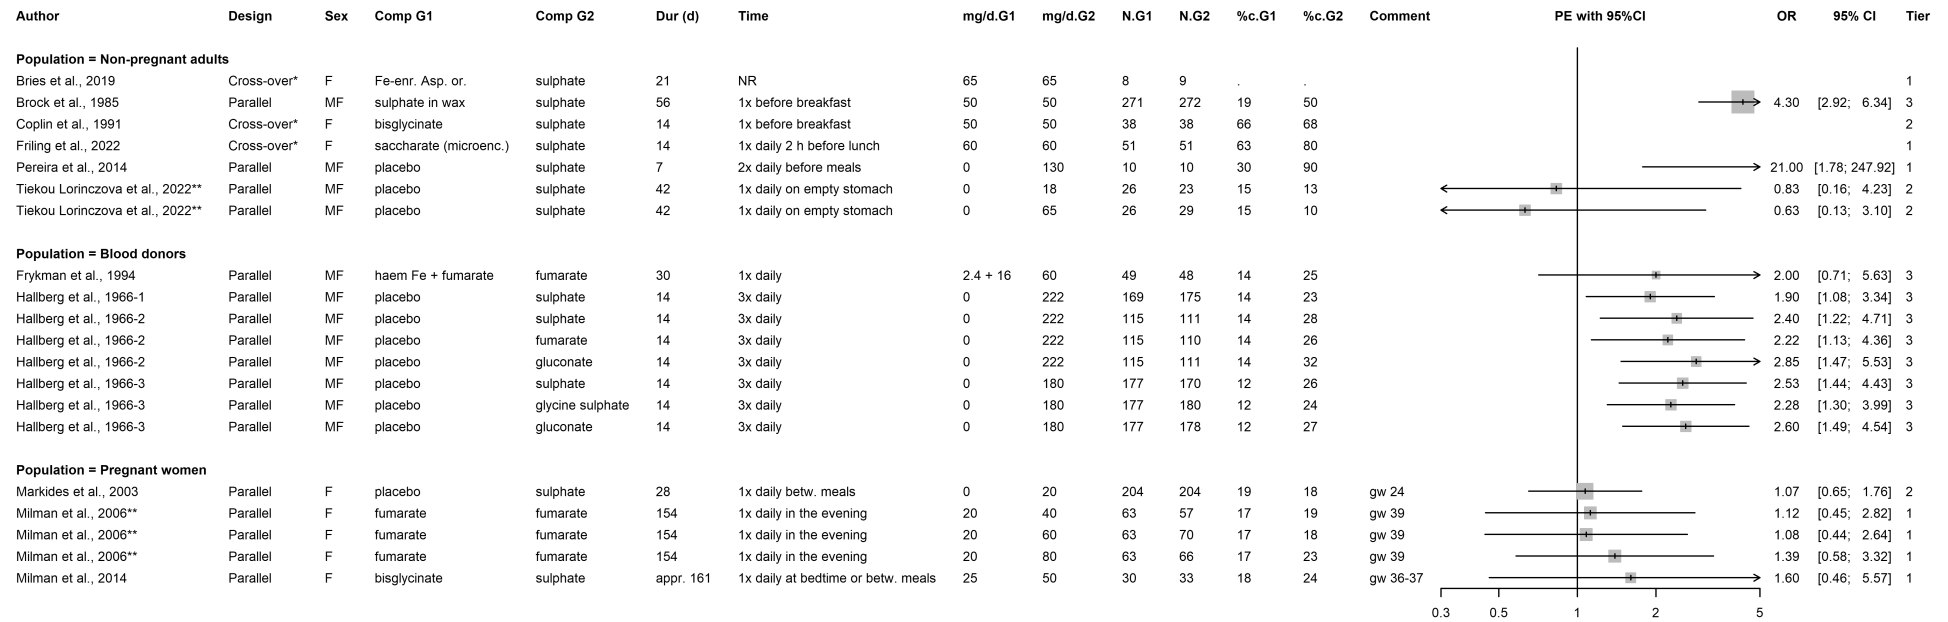 Author Design Sex Comp G1 Comp G2 Dur (d) Time mg/d.G1 mg/d.G2 N.G1 N.G2 %c.G1 %c.G2 Comment PE with 95%CI OR 95% CI Tier
Population = Non-pregnant adults
Bries et al., 2019 Cross-over* F Fe-enr. Asp. or. sulphate 21 NR 65 65 8 9 . . 1
Brock et al., 1985 Parallel MF sulphate in wax sulphate 56 1x before breakfast 50 50 271 272 19 50 4.30 [2.92; 6.34] 3
Coplin et al., 1991 Cross-over* F bisglycinate sulphate 14 1x before breakfast 50 50 38 38 66 68 2
Friling et al., 2022 Cross-over* F saccharate (microenc.) sulphate 14 1x daily 2 h before lunch 60 60 51 51 63 80 1
Pereira et al., 2014 Parallel MF placebo sulphate 7 2x daily before meals 0 130 10 10 30 90 21.00 [1.78; 247.92] 1
Tiekou Lorinczova et al., 2022** Parallel MF placebo sulphate 42 1x daily on empty stomach 0 18 26 23 15 13 0.83 [0.16; 4.23] 2
Tiekou Lorinczova et al., 2022** Parallel MF placebo sulphate 42 1x daily on empty stomach 0 65 26 29 15 10 0.63 [0.13; 3.10] 2
Population = Blood donors
Frykman et al., 1994 Parallel MF haem Fe + fumarate fumarate 30 1x daily 2.4 + 16 60 49 48 14 25 2.00 [0.71; 5.63] 3
Hallberg et al., 1966-1 Parallel MF placebo sulphate 14 3x daily 0 222 169 175 14 23 1.90 [1.08; 3.34] 3
Hallberg et al., 1966-2 Parallel MF placebo sulphate 14 3x daily 0 222 115 111 14 28 2.40 [1.22; 4.71] 3
Hallberg et al., 1966-2 Parallel MF placebo fumarate 14 3x daily 0 222 115 110 14 26 2.22 [1.13; 4.36] 3
Hallberg et al., 1966-2 Parallel MF placebo gluconate 14 3x daily 0 222 115 111 14 32 2.85 [1.47; 5.53] 3
Hallberg et al., 1966-3 Parallel MF placebo sulphate 14 3x daily 0 180 177 170 12 26 2.53 [1.44; 4.43] 3
Hallberg et al., 1966-3 Parallel MF placebo glycine sulphate 14 3x daily 0 180 177 180 12 24 2.28 [1.30; 3.99] 3
Hallberg et al., 1966-3 Parallel MF placebo gluconate 14 3x daily 0 180 177 178 12 27 2.60 [1.49; 4.54] 3
Population = Pregnant women
Markides et al., 2003 Parallel F placebo sulphate 28 1x daily betw. meals 0 20 204 204 19 18 gw 24 1.07 [0.65; 1.76] 2
Milman et al., 2006** Parallel F fumarate fumarate 154 1x daily in the evening 20 40 63 57 17 19 gw 39 1.12 [0.45; 2.82] 1
Milman et al., 2006** Parallel F fumarate fumarate 154 1x daily in the evening 20 60 63 70 17 18 gw 39 1.08 [0.44; 2.64] 1
Milman et al., 2006** Parallel F fumarate fumarate 154 1x daily in the evening 20 80 63 66 17 23 gw 39 1.39 [0.58; 3.32] 1
Milman et al., 2014 Parallel F bisglycinate sulphate appr. 161 1x daily at bedtime or betw. meals 25 50 30 33 18 24 gw 36-37 1.60 [0.46; 5.57] 1
0.3 0.5 1 2 5